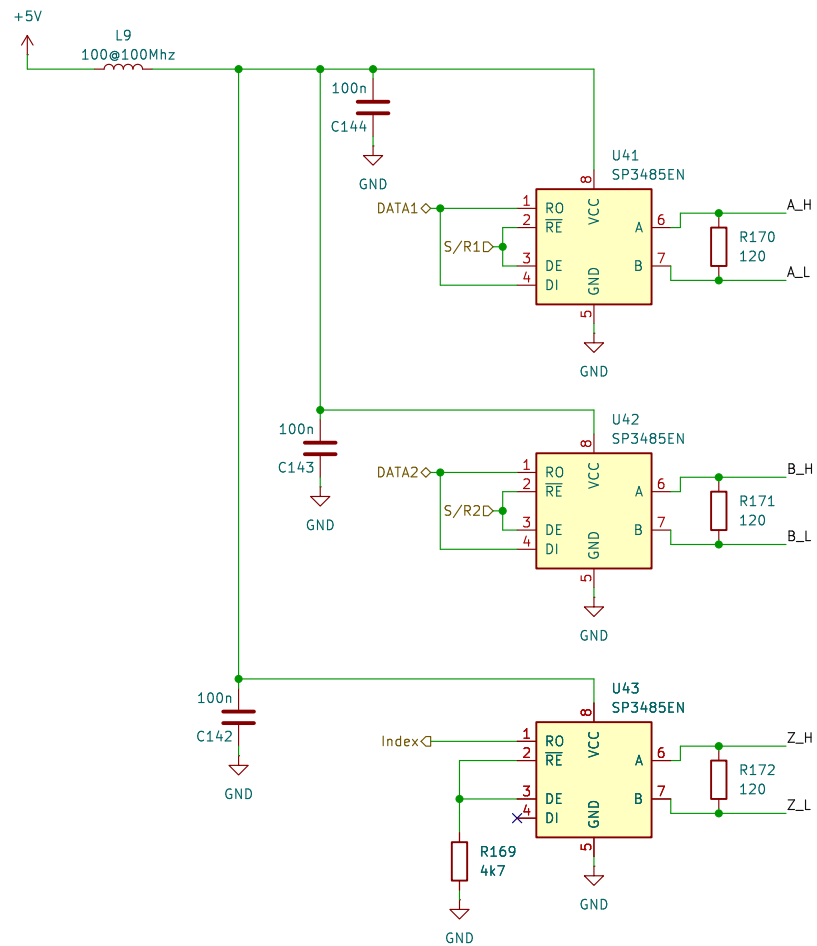 +5V
L9
100@100Mhz
100n
C144
GND
U41
SP3485EN
8
VCC
DATA1
1
RO
2
RE
S/R1
3
DE
4
DI
A
6
B
7
GND
5
GND
A_H
R170
120
A_L
100n
C143
GND
U42
SP3485EN
8
VCC
DATA2
1
RO
2
RE
S/R2
3
DE
4
DI
A
6
B
7
GND
5
GND
B_H
R171
120
B_L
100n
C142
GND
U43
SP3485EN
8
VCC
Index
1
RO
2
RE
3
DE
4
DI
A
6
B
7
GND
5
GND
Z_H
R172
120
Z_L
R169
4k7
GND